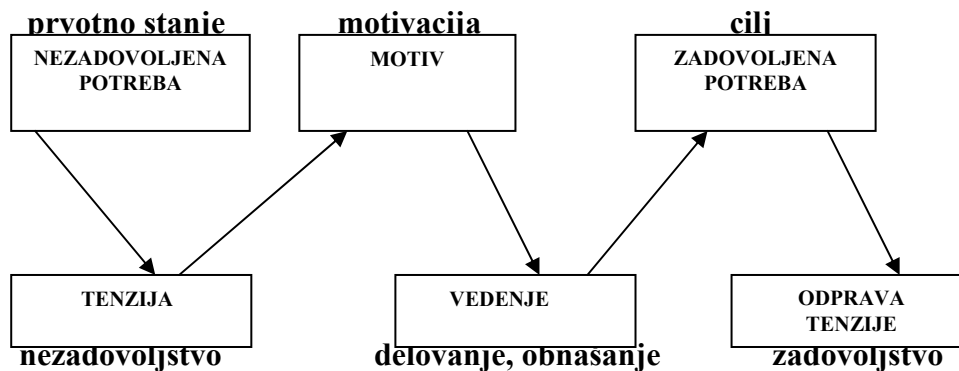 prvotno stanje
motivacija
cilj
NEZADOVOLJENA
POTREBA
MOTIV
ZADOVOLJENA
POTREBA
TENZIJA
VEDENJE
ODPRAVA
TENZIJE
nezadovoljstvo
delovanje, obnašanje
zadovoljstvo